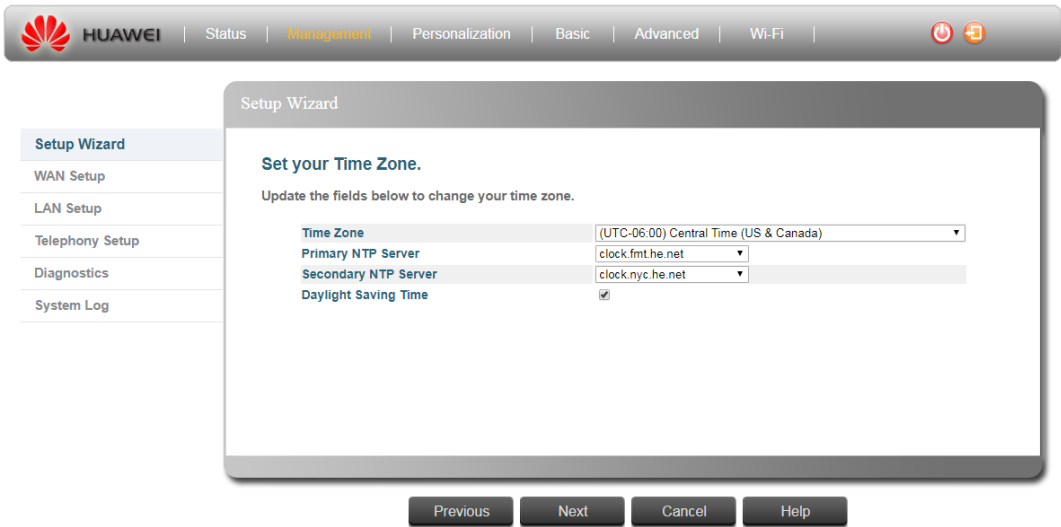 HUAWEI | Status | Management | Personalization | Basic | Advanced | Wi-Fi |
Setup Wizard
Setup Wizard
WAN Setup
LAN Setup
Telephony Setup
Diagnostics
System Log
Set your Time Zone.
Update the fields below to change your time zone.
Time Zone (UTC-06:00) Central Time (US & Canada)
Primary NTP Server clock.fmt.he.net
Secondary NTP Server clock.nyc.he.net
Daylight Saving Time
Previous Next Cancel Help